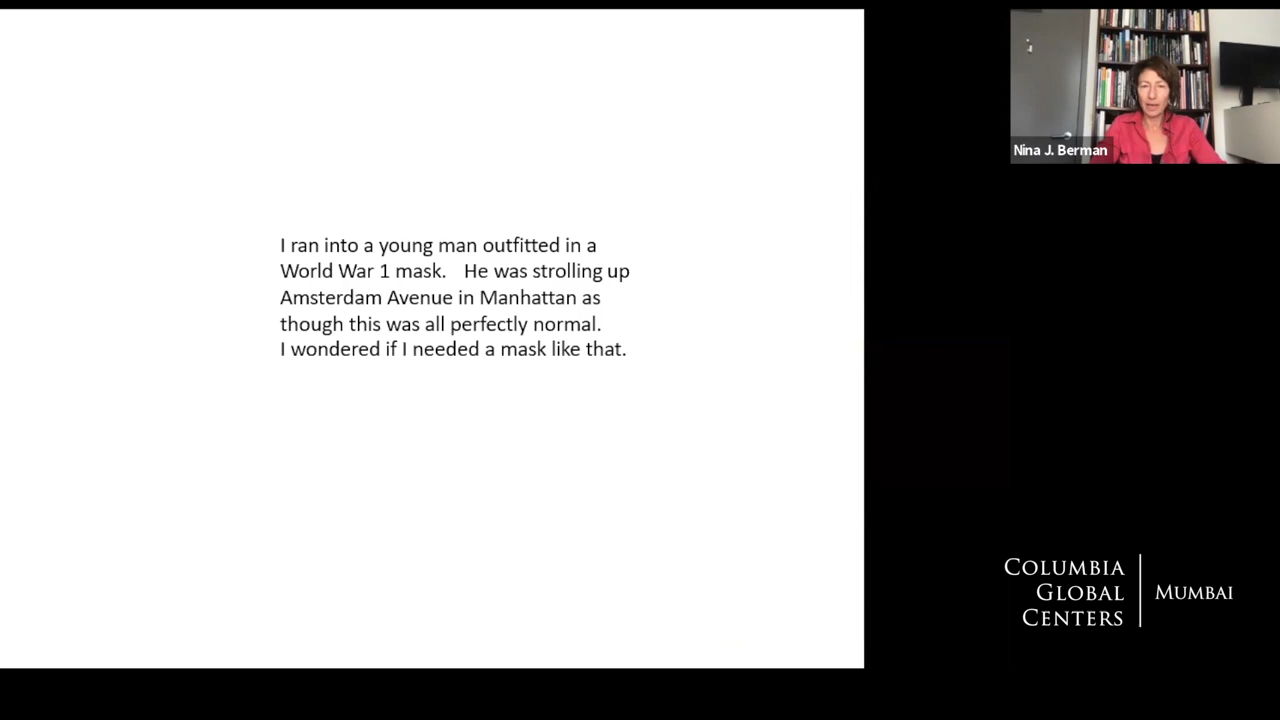 I ran into a young man outfitted in a
World War 1 mask. He was strolling up
Amsterdam Avenue in Manhattan as
though this was all perfectly normal.
I wondered if I needed a mask like that.
Nina J. Berman
COLUMBIA
GLOBAL
CENTERS
MUMBAI